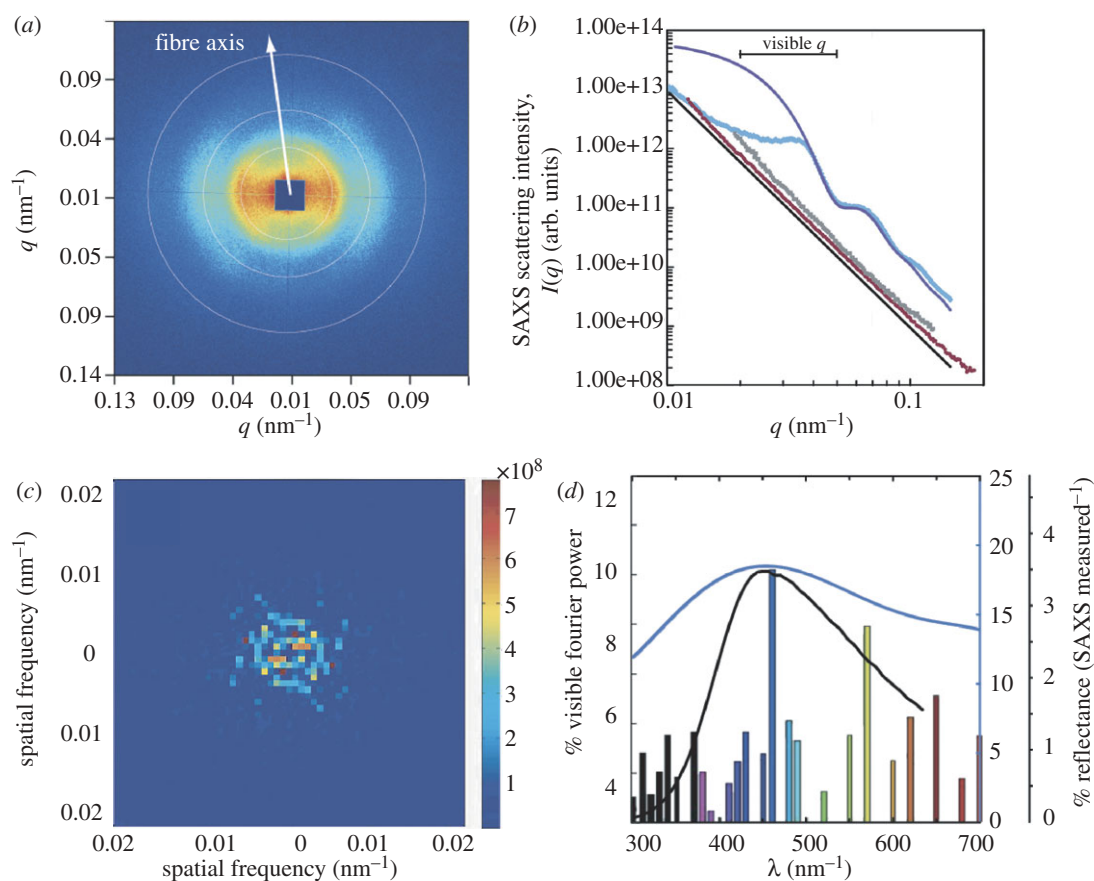 (a)
fibre axis
0.09
0.04
0.01
0.05
0.09
0.14
q (nm⁻¹)
0.13 0.09 0.04 0.01 0.05 0.09
q (nm⁻¹)
(b)
visible q
1.00e+14
1.00e+13
1.00e+12
1.00e+11
1.00e+10
1.00e+09
1.00e+08
SAXS scattering intensity,
I(q) (arb. units)
0.01 0.1
q (nm⁻¹)
(c)
0.02
0.01
0
0.01
0.02
spatial frequency (nm⁻¹)
0.02 0.01 0 0.01 0.02
spatial frequency (nm⁻¹)
×10⁸
7
6
5
4
3
2
1
(d)
12
10
8
6
4
% visible fourier power
300 400 500 600 700
λ (nm⁻¹)
25
20
15
10
5
0
4
3
2
1
0
% reflectance (SAXS measured⁻¹)